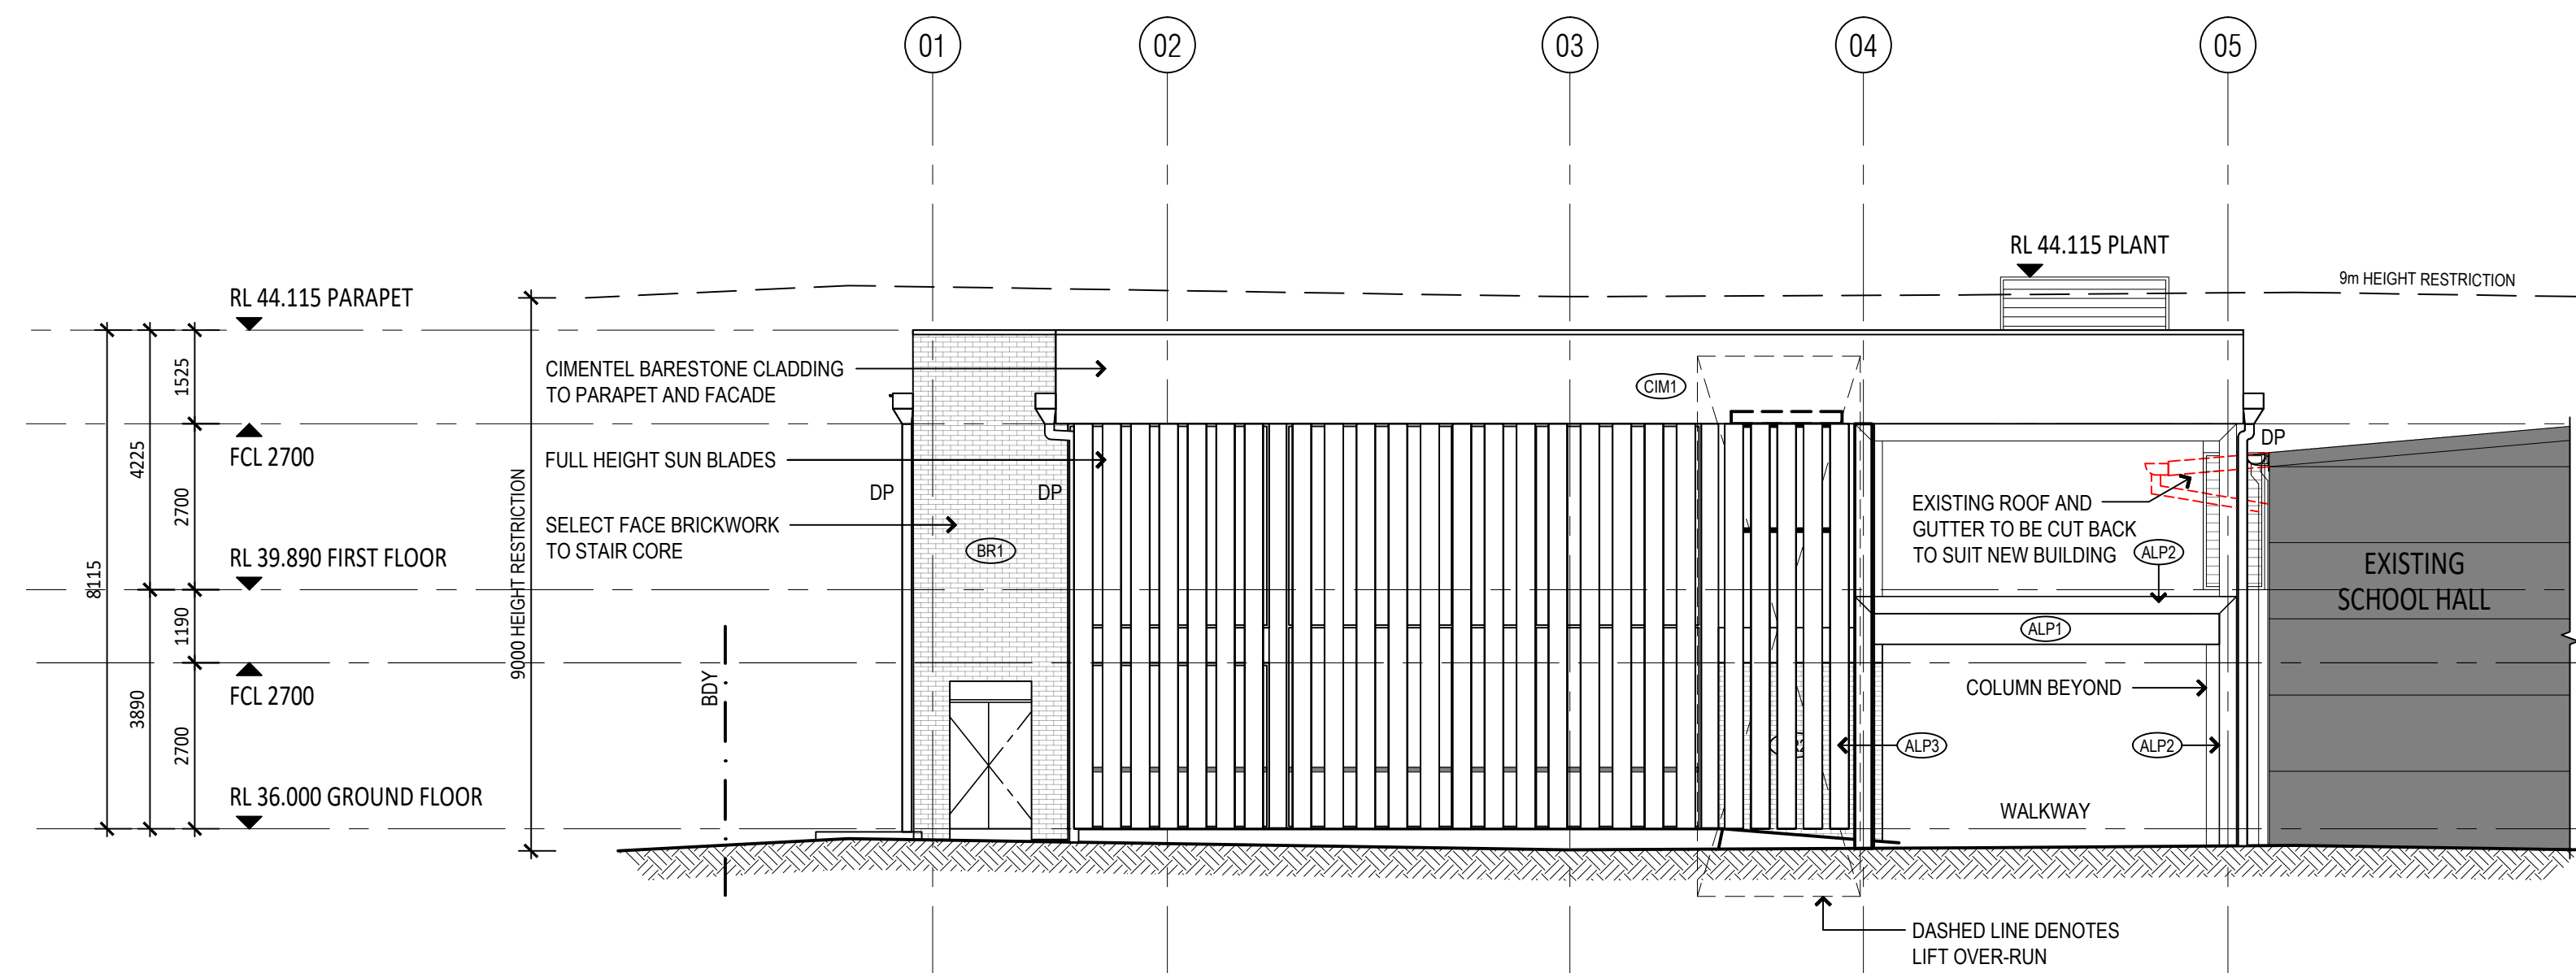 01
02
03
04
05
RL 44.115 PLANT
9m HEIGHT RESTRICTION
RL 44.115 PARAPET
CIMENTEL BARESTONE CLADDING
TO PARAPET AND FACADE
CIM1
1525
FCL 2700
FULL HEIGHT SUN BLADES
DP
DP
DP
4225
2700
9000 HEIGHT RESTRICTION
SELECT FACE BRICKWORK
TO STAIR CORE
BR1
EXISTING ROOF AND
GUTTER TO BE CUT BACK
TO SUIT NEW BUILDING
ALP2
EXISTING
SCHOOL HALL
RL 39.890 FIRST FLOOR
8115
1190
ALP1
FCL 2700
BDY
COLUMN BEYOND
3890
2700
ALP3
ALP2
RL 36.000 GROUND FLOOR
WALKWAY
DASHED LINE DENOTES
LIFT OVER-RUN